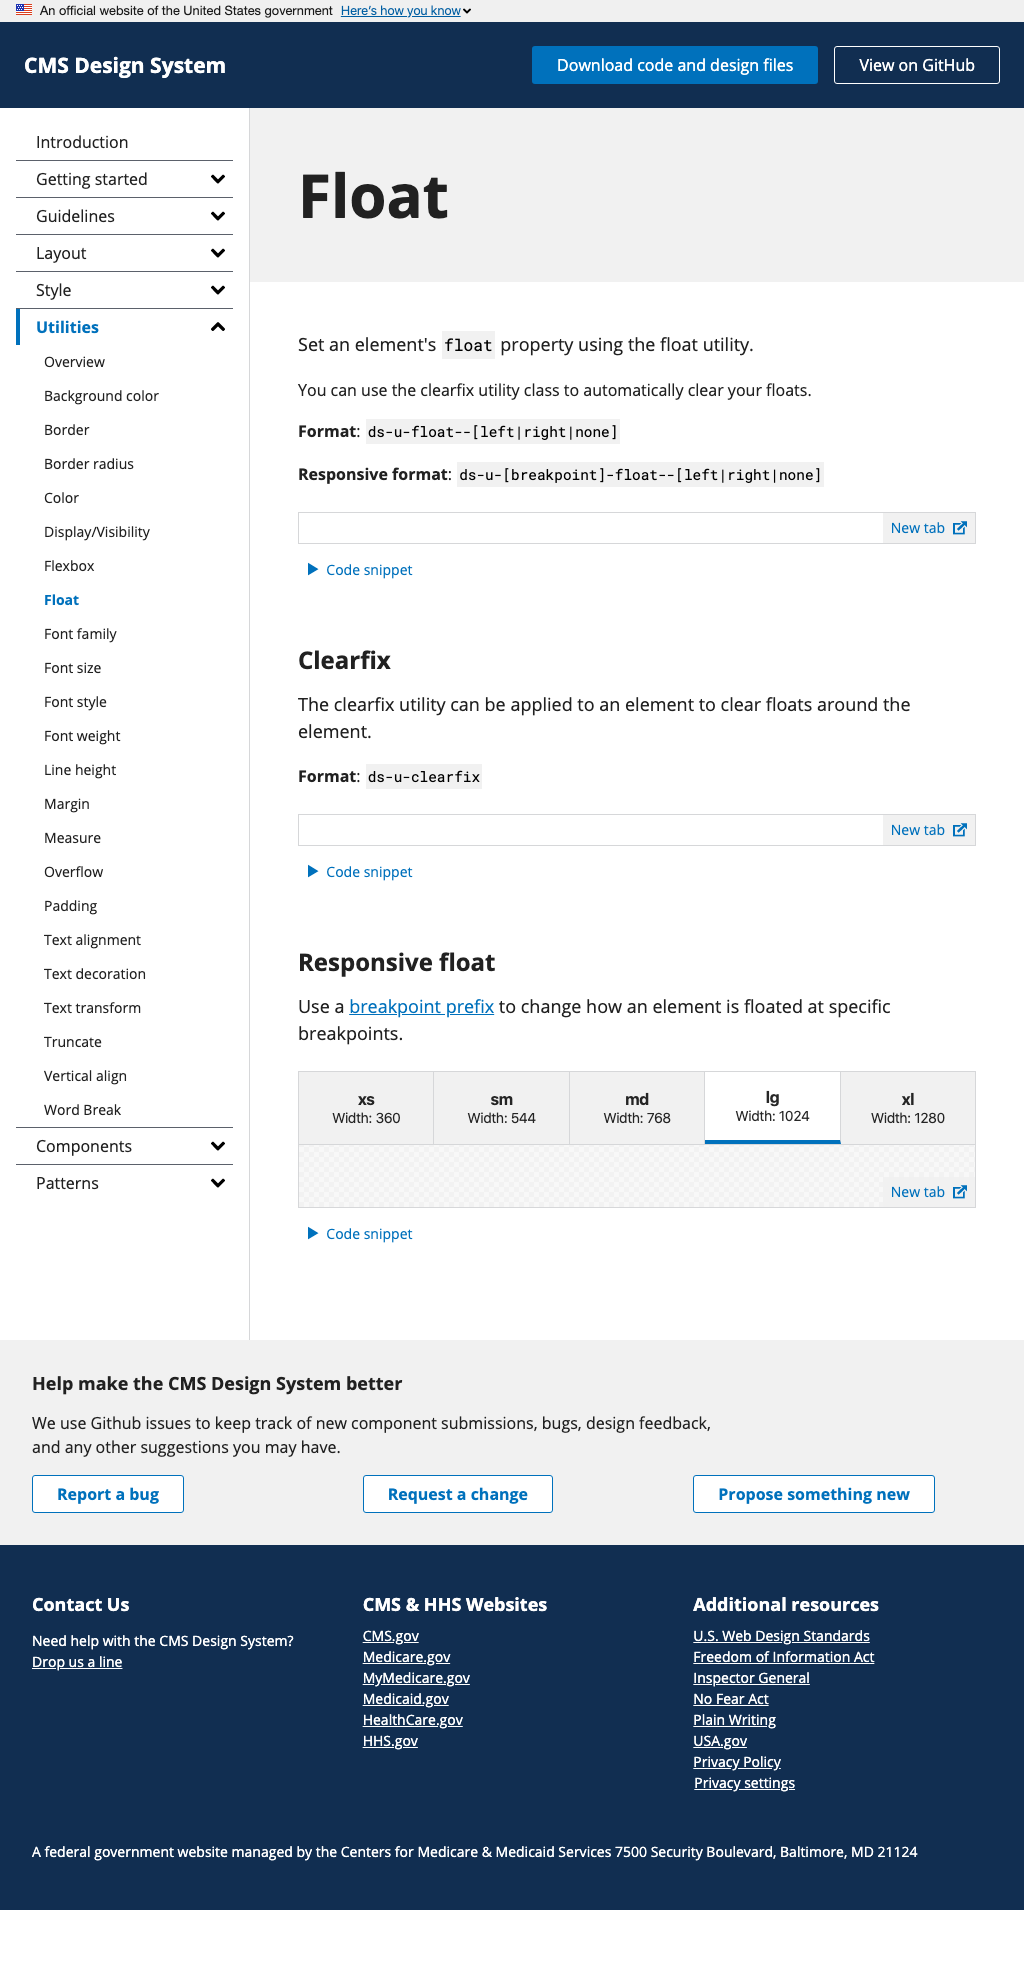 An official website of the United States government Here's how you know
CMS Design System
Download code and design files
View on GitHub
Introduction
Getting started
Guidelines
Layout
Style
Utilities
Overview
Background color
Border
Border radius
Color
Display/Visibility
Flexbox
Float
Font family
Font size
Font style
Font weight
Line height
Margin
Measure
Overflow
Padding
Text alignment
Text decoration
Text transform
Truncate
Vertical align
Word Break
Components
Patterns
Float
Set an element's float property using the float utility.
You can use the clearfix utility class to automatically clear your floats.
Format: ds-u-float--[left|right|none]
Responsive format: ds-u-[breakpoint]-float--[left|right|none]
New tab
Code snippet
Clearfix
The clearfix utility can be applied to an element to clear floats around the
element.
Format: ds-u-clearfix
New tab
Code snippet
Responsive float
Use a breakpoint prefix to change how an element is floated at specific
breakpoints.
xs
Width: 360
sm
Width: 544
md
Width: 768
lg
Width: 1024
xl
Width: 1280
New tab
Code snippet
Help make the CMS Design System better
We use Github issues to keep track of new component submissions, bugs, design feedback,
and any other suggestions you may have.
Report a bug
Request a change
Propose something new
Contact Us
Need help with the CMS Design System?
Drop us a line
CMS & HHS Websites
CMS.gov
Medicare.gov
MyMedicare.gov
Medicaid.gov
HealthCare.gov
HHS.gov
Additional resources
U.S. Web Design Standards
Freedom of Information Act
Inspector General
No Fear Act
Plain Writing
USA.gov
Privacy Policy
Privacy settings
A federal government website managed by the Centers for Medicare & Medicaid Services 7500 Security Boulevard, Baltimore, MD 21124